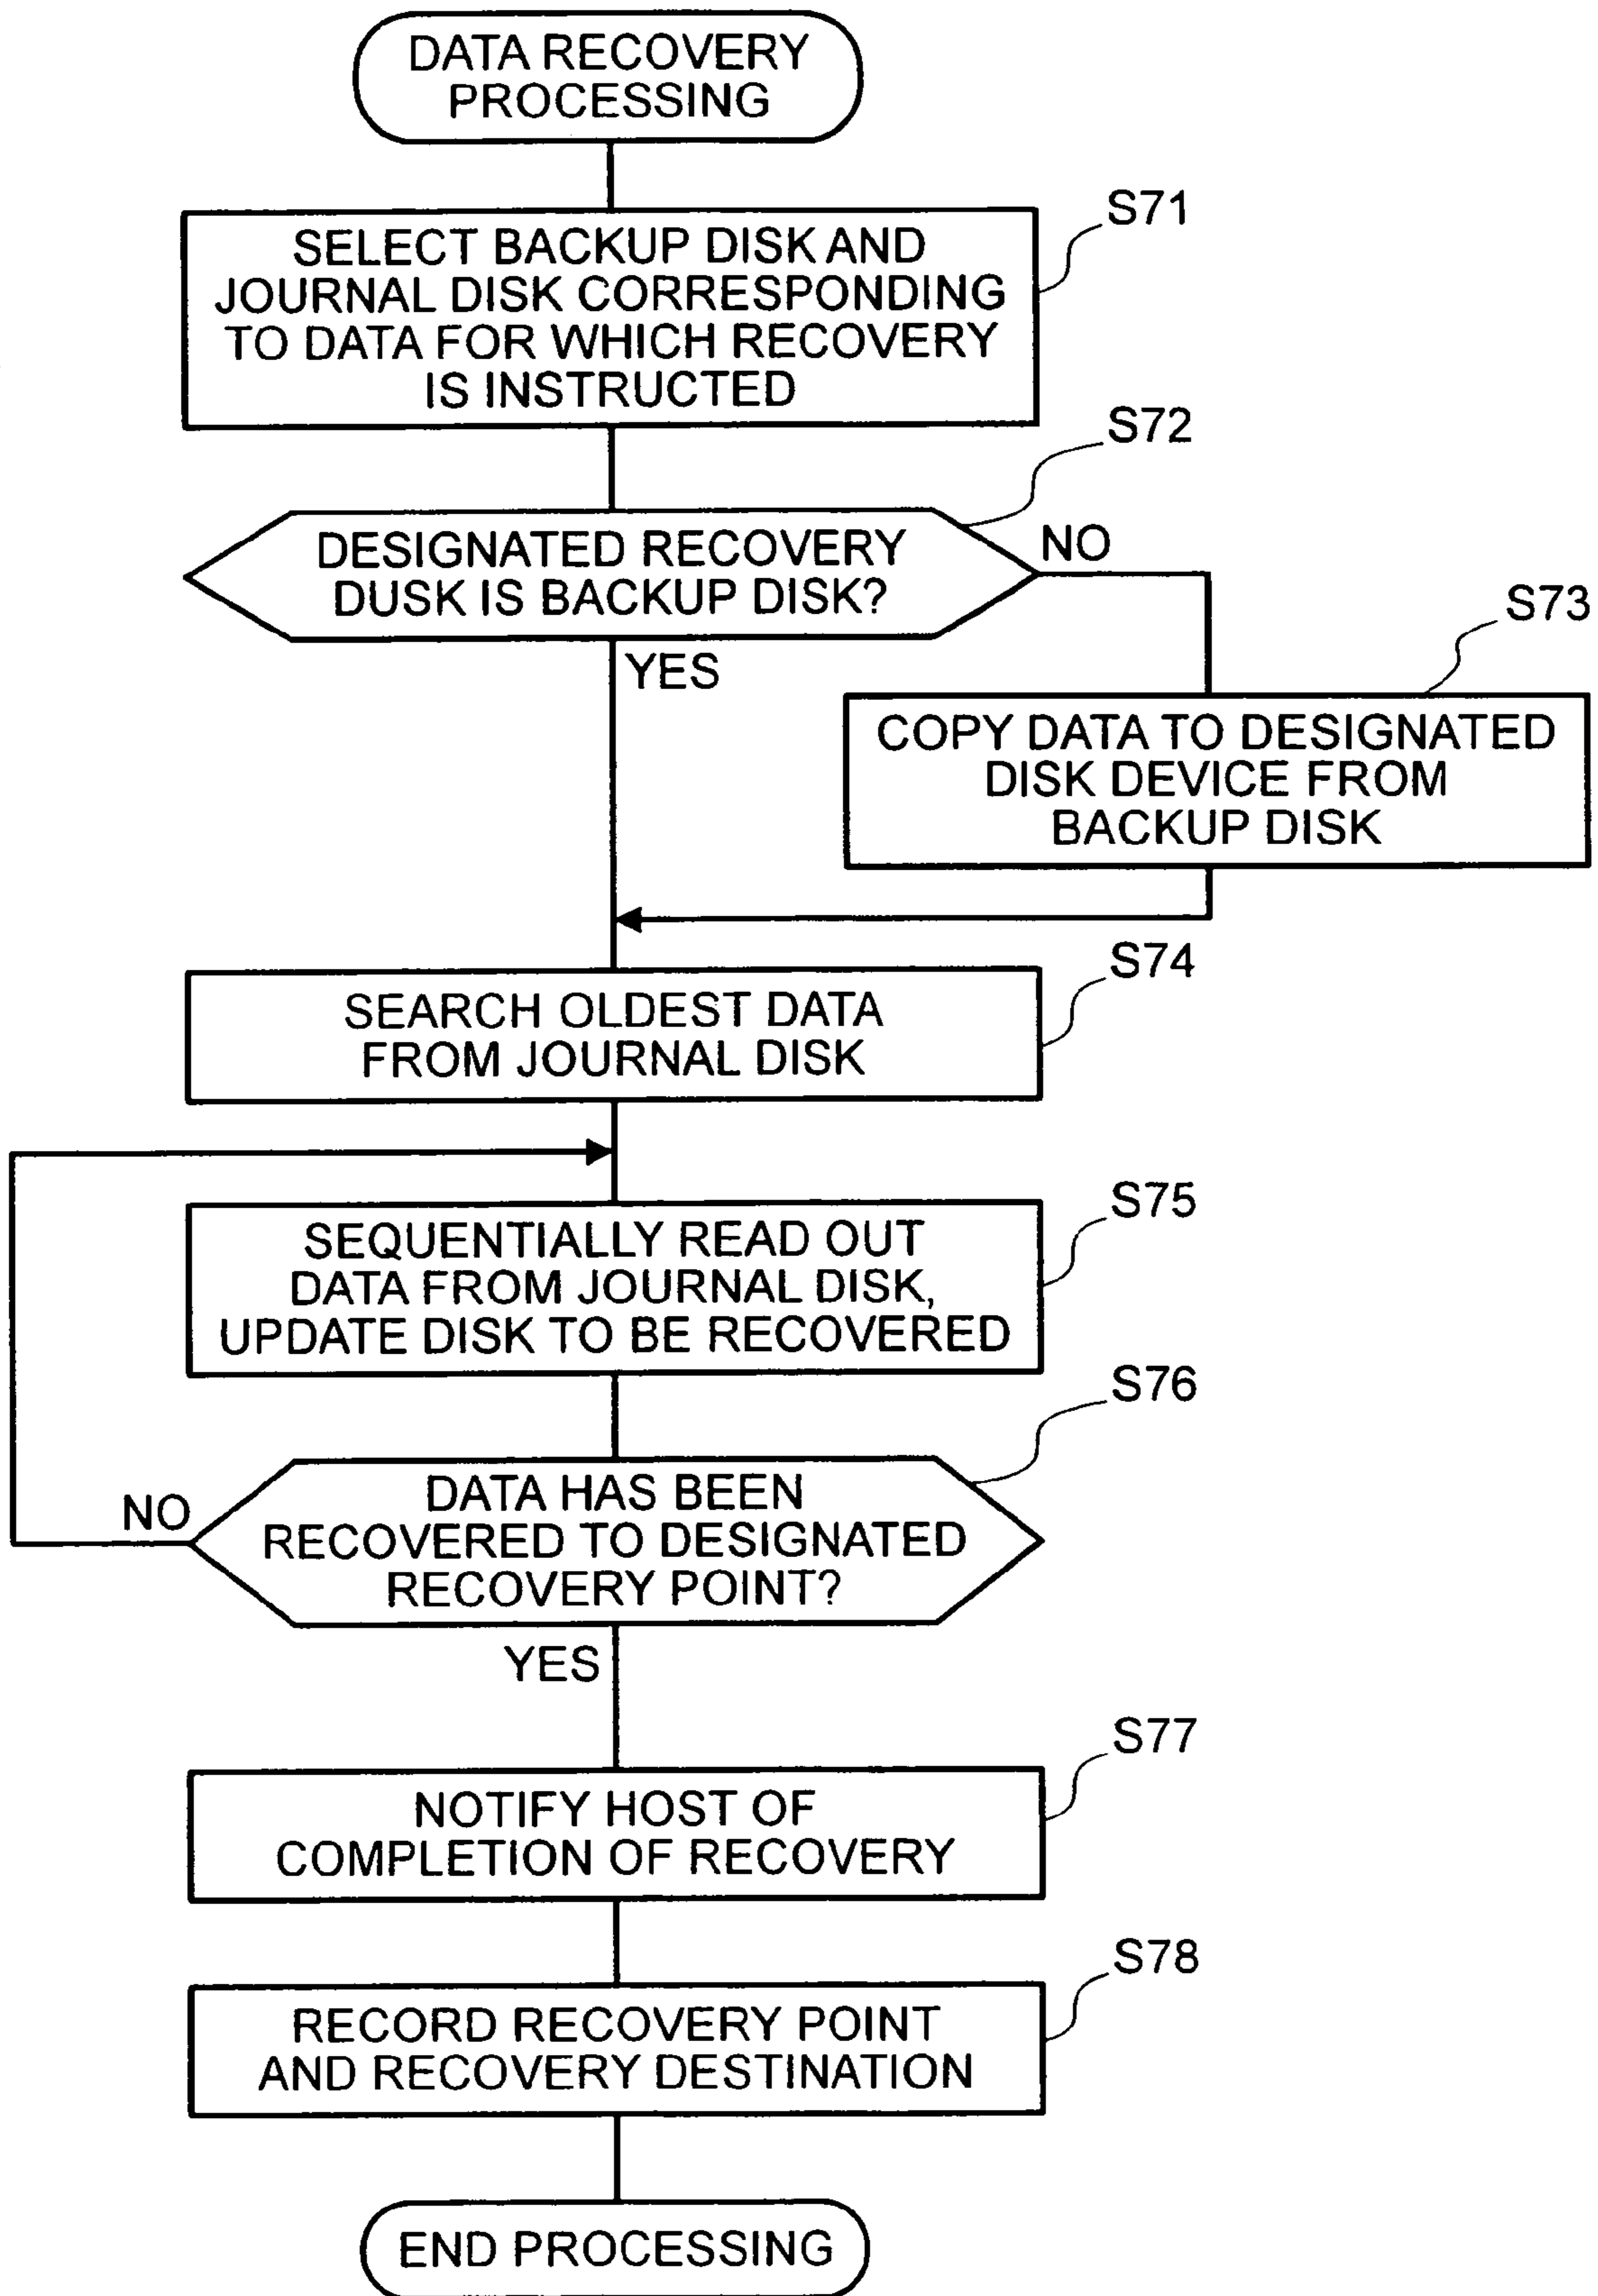 DATA RECOVERY
PROCESSING
S71
SELECT BACKUP DISK AND
JOURNAL DISK CORRESPONDING
TO DATA FOR WHICH RECOVERY
IS INSTRUCTED
S72
DESIGNATED RECOVERY
DUSK IS BACKUP DISK?
NO
YES
S73
COPY DATA TO DESIGNATED
DISK DEVICE FROM
BACKUP DISK
S74
SEARCH OLDEST DATA
FROM JOURNAL DISK
S75
SEQUENTIALLY READ OUT
DATA FROM JOURNAL DISK,
UPDATE DISK TO BE RECOVERED
S76
DATA HAS BEEN
RECOVERED TO DESIGNATED
RECOVERY POINT?
NO
YES
S77
NOTIFY HOST OF
COMPLETION OF RECOVERY
S78
RECORD RECOVERY POINT
AND RECOVERY DESTINATION
END PROCESSING